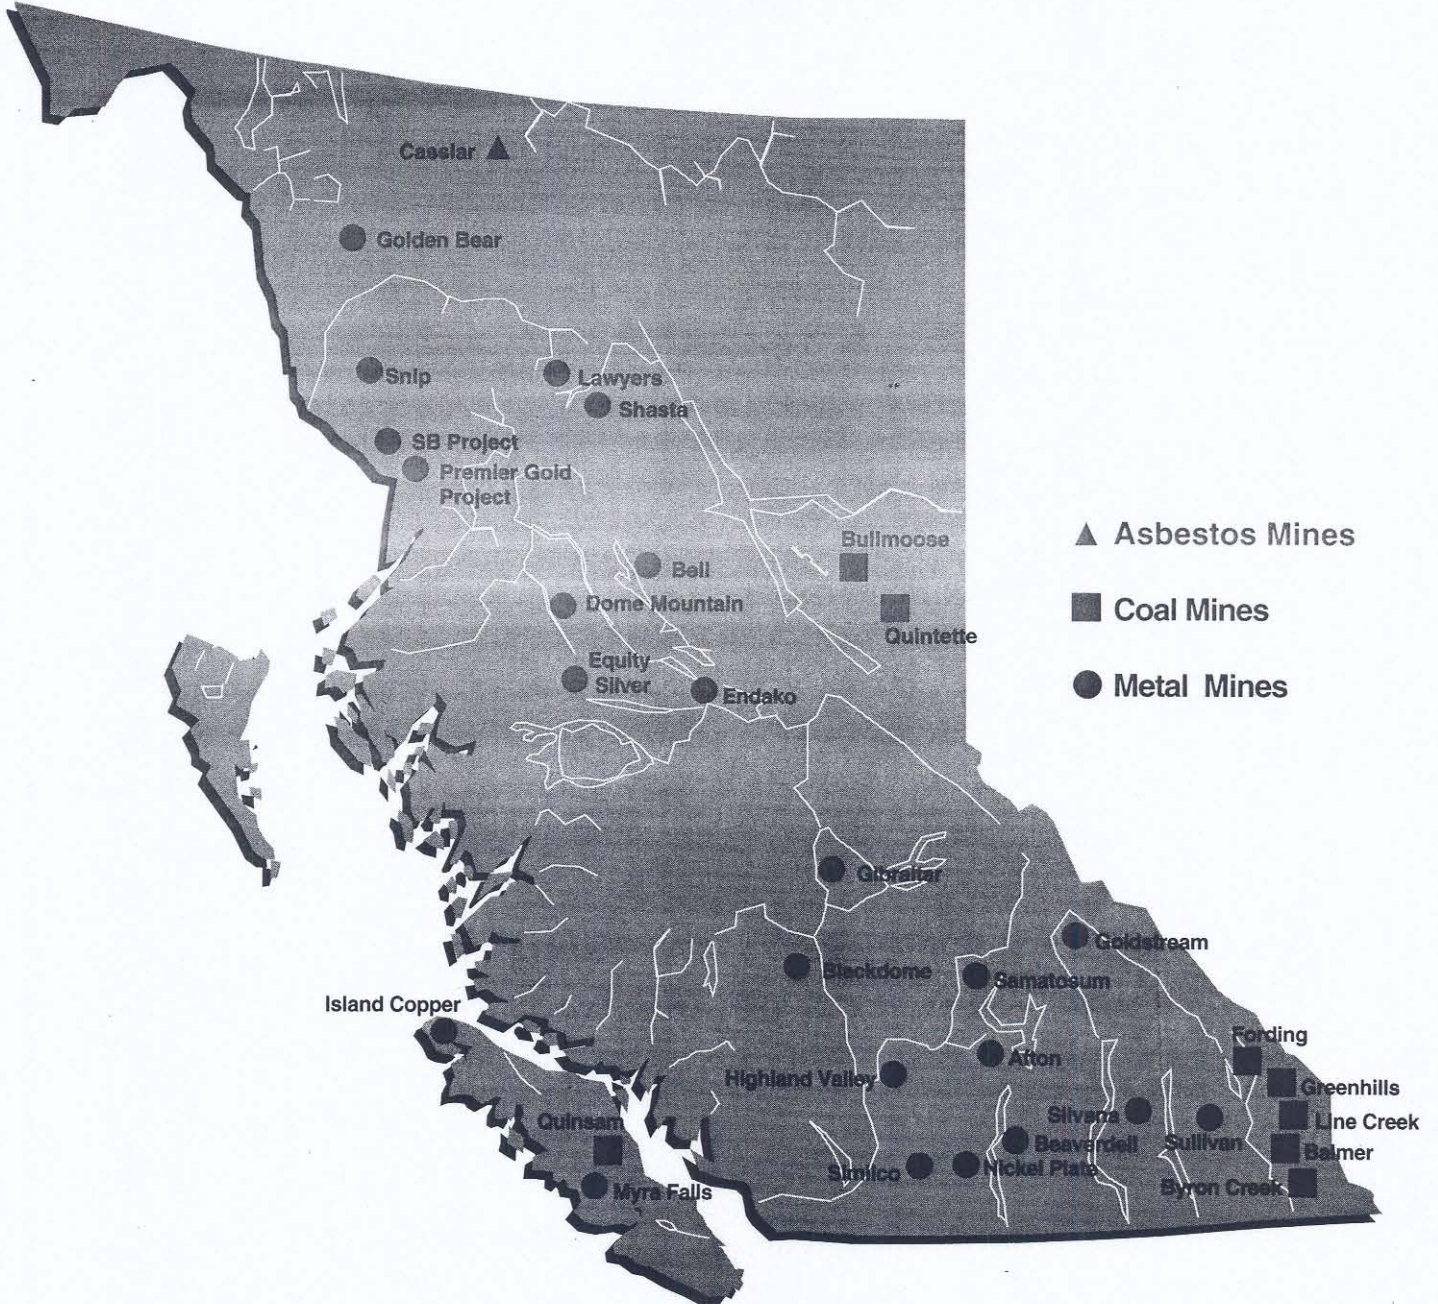 Cassiar
Golden Bear
Snip
Lawyers
Shasta
SB Project
Premier Gold
Project
Bullmoose
Bell
Dome Mountain
Quintette
Equity
Silver
Endako
Asbestos Mines
Coal Mines
Metal Mines
Gibraltar
Goldstream
Blackdome
Samatosum
Island Copper
Fording
Afton
Highland Valley
Greenhills
Silvana
Line Creek
Quinsam
Sullivan
Beaverdell
Balmer
Similco
Nickel Plate
Byron Creek
Myra Falls